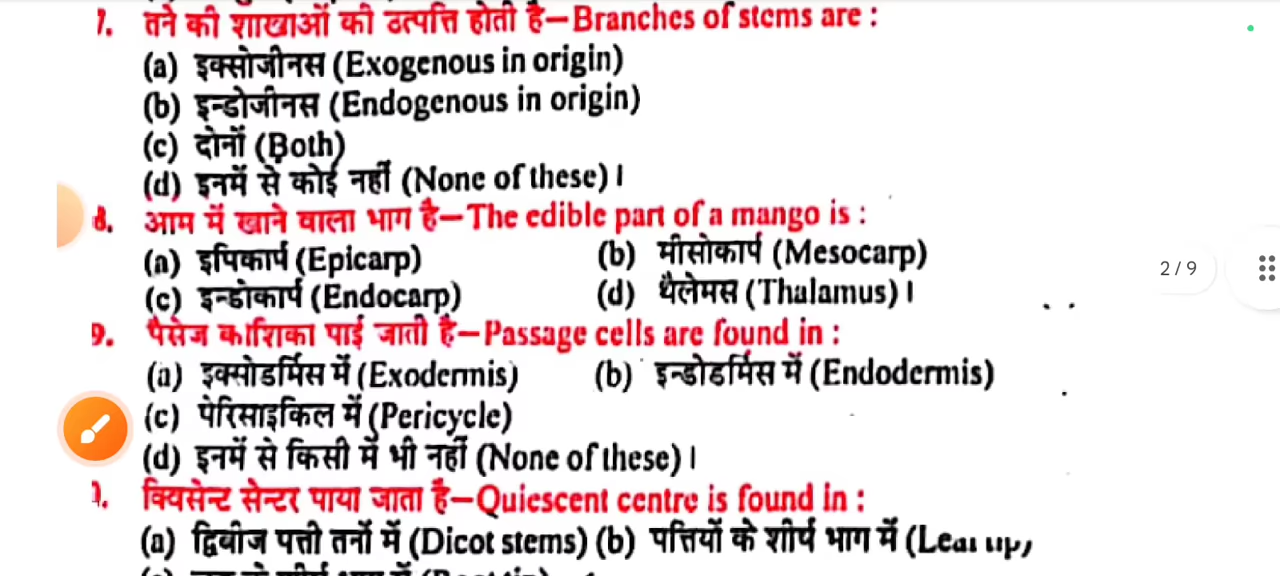 7. तने की शाखाओं की उत्पत्ति होती है—Branches of stems are :
(a) इक्सोजीनस (Exogenous in origin)
(b) इन्डोजीनस (Endogenous in origin)
(c) दोनों (Both)
(d) इनमें से कोई नहीं (None of these)।
8. आम में खाने वाला भाग है—The edible part of a mango is :
(a) इपिकार्प (Epicarp) (b) मीसोकार्प (Mesocarp)
(c) इन्डोकार्प (Endocarp) (d) थैलेमस (Thalamus)।
2/9
9. पैसेज कोशिका पाई जाती है—Passage cells are found in :
(a) इक्सोडर्मिस में (Exodermis) (b) इन्डोडर्मिस में (Endodermis)
(c) पेरिसाइकिल में (Pericycle)
(d) इनमें से किसी में भी नहीं (None of these)।
क्यिसेन्ट सेन्टर पाया जाता है—Quiescent centre is found in :
(a) द्विबीज पत्ती तनों में (Dicot stems) (b) पत्तियों के शीर्ष भाग में (Leaf